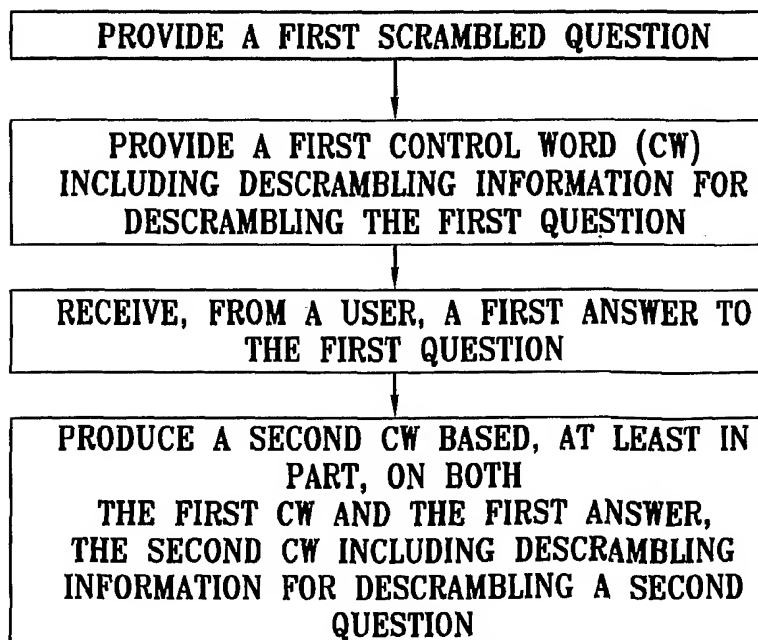 PROVIDE A FIRST SCRAMBLED QUESTION
PROVIDE A FIRST CONTROL WORD (CW)
INCLUDING DESCRAMBLING INFORMATION FOR
DESCRAMBLING THE FIRST QUESTION
RECEIVE, FROM A USER, A FIRST ANSWER TO
THE FIRST QUESTION
PRODUCE A SECOND CW BASED, AT LEAST IN
PART, ON BOTH
THE FIRST CW AND THE FIRST ANSWER,
THE SECOND CW INCLUDING DESCRAMBLING
INFORMATION FOR DESCRAMBLING A SECOND
QUESTION